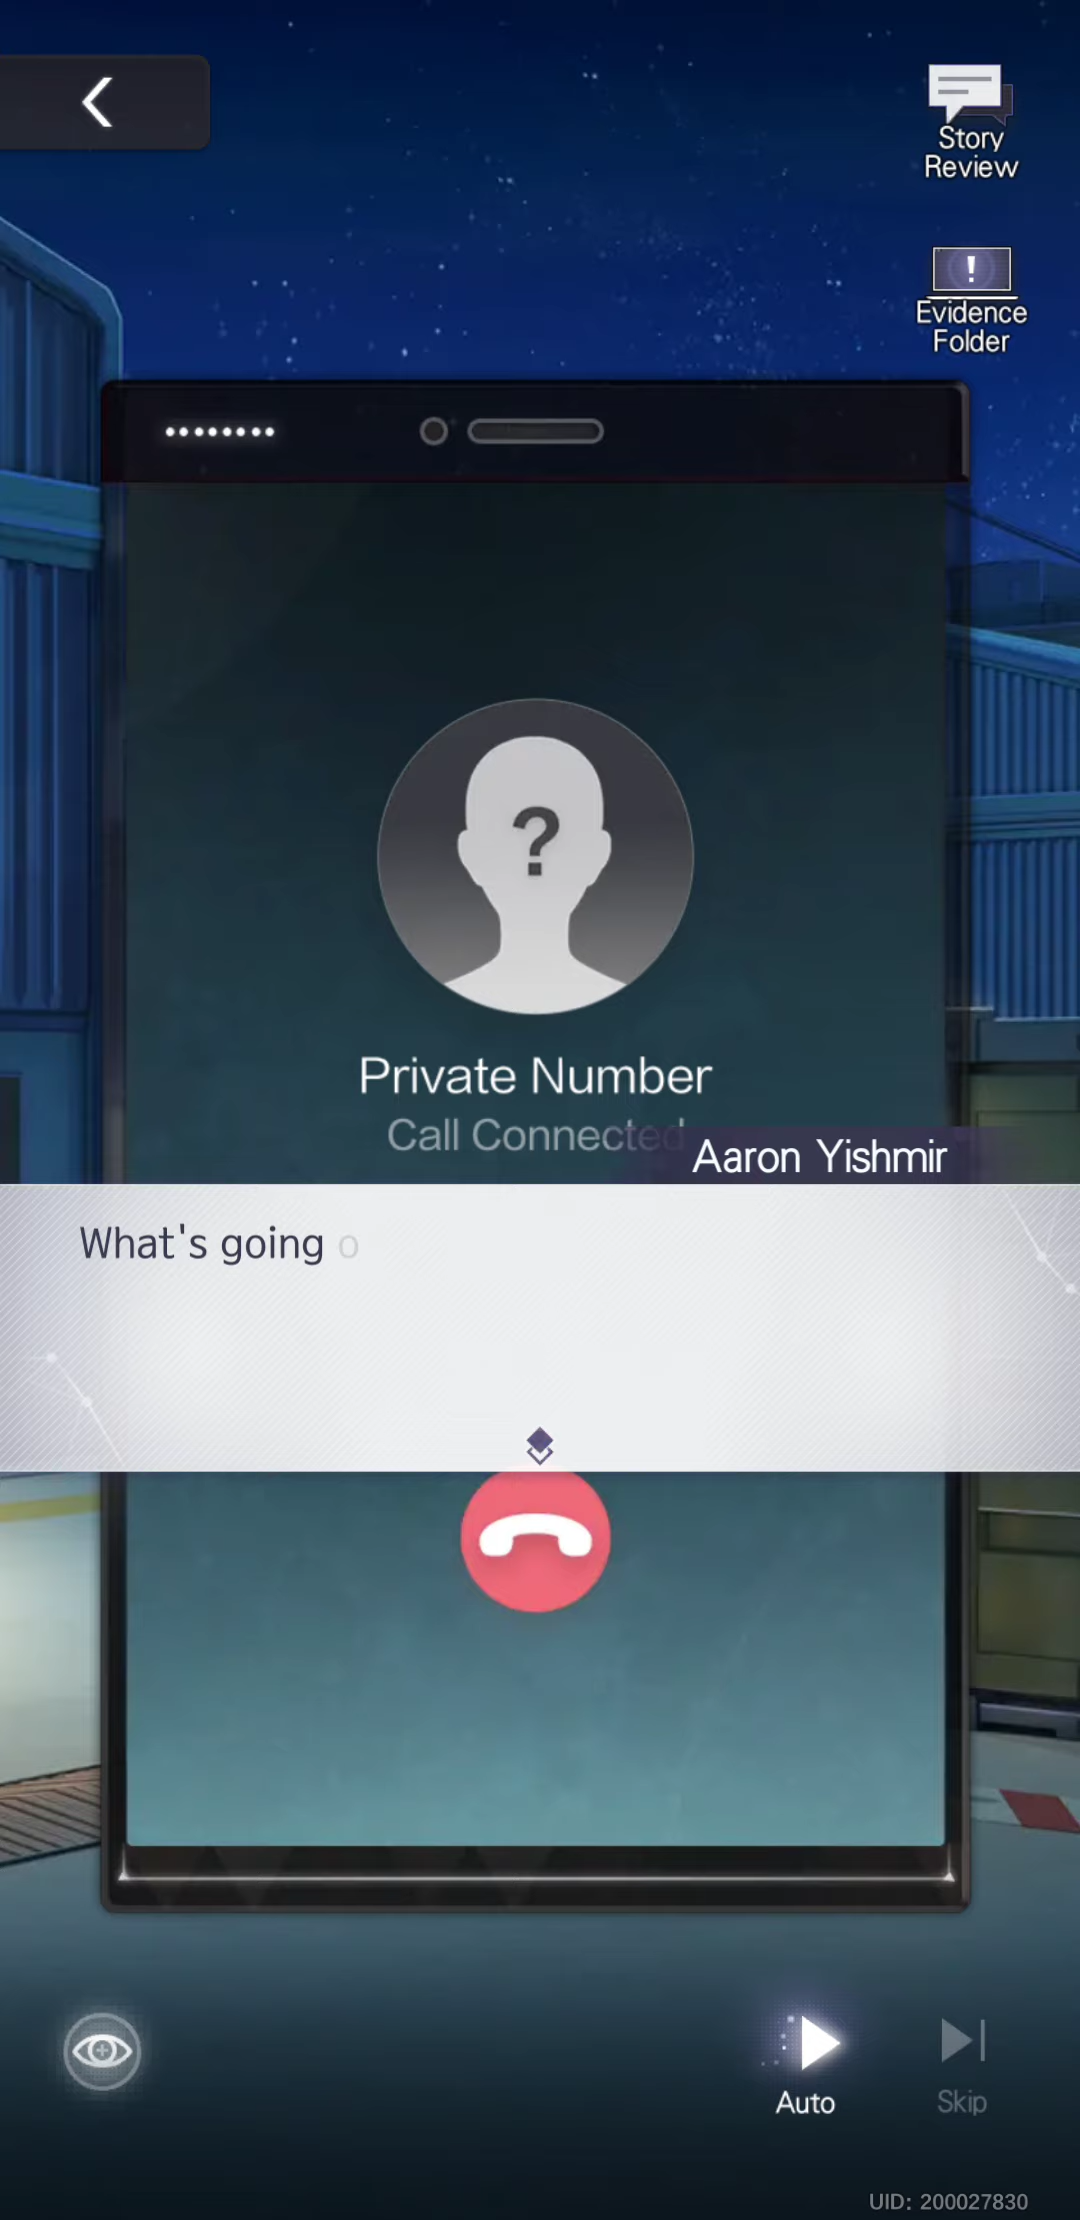 Story
Review
!
Evidence
Folder
?
Private Number
Call Connected
Aaron Yishmir
What's going o
Auto
Skip
UID: 200027830